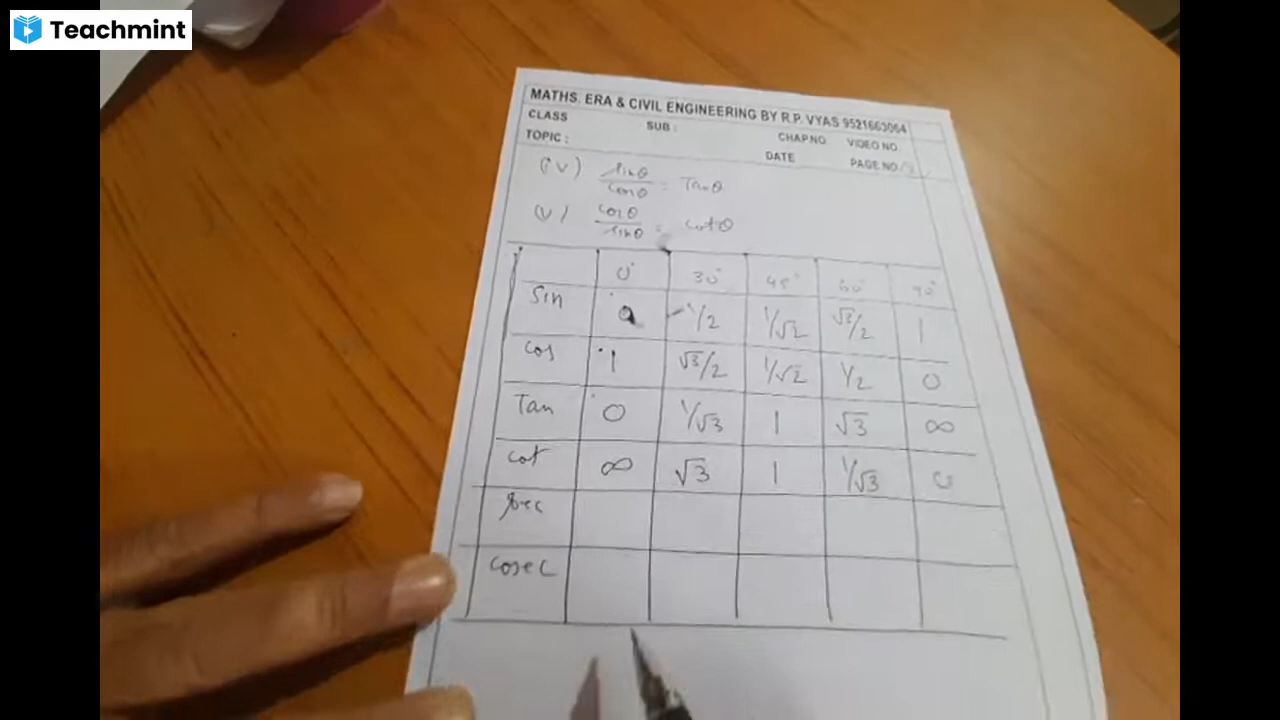 Teachmint
MATHS. ERA & CIVIL ENGINEERING BY R.P. VYAS 9521663064
CLASS SUB : CHAP.NO. VIDEO NO.
TOPIC : DATE PAGE NO.
(iv) sinθ/cosθ = Tanθ
(v) cosθ/sinθ = cotθ
0° 30° 45° 60° 90°
Sin 0 1/2 1/√2 √3/2 1
cos 1 √3/2 1/√2 1/2 0
Tan 0 1/√3 1 √3 ∞
cot ∞ √3 1 1/√3 0
sec
cosec